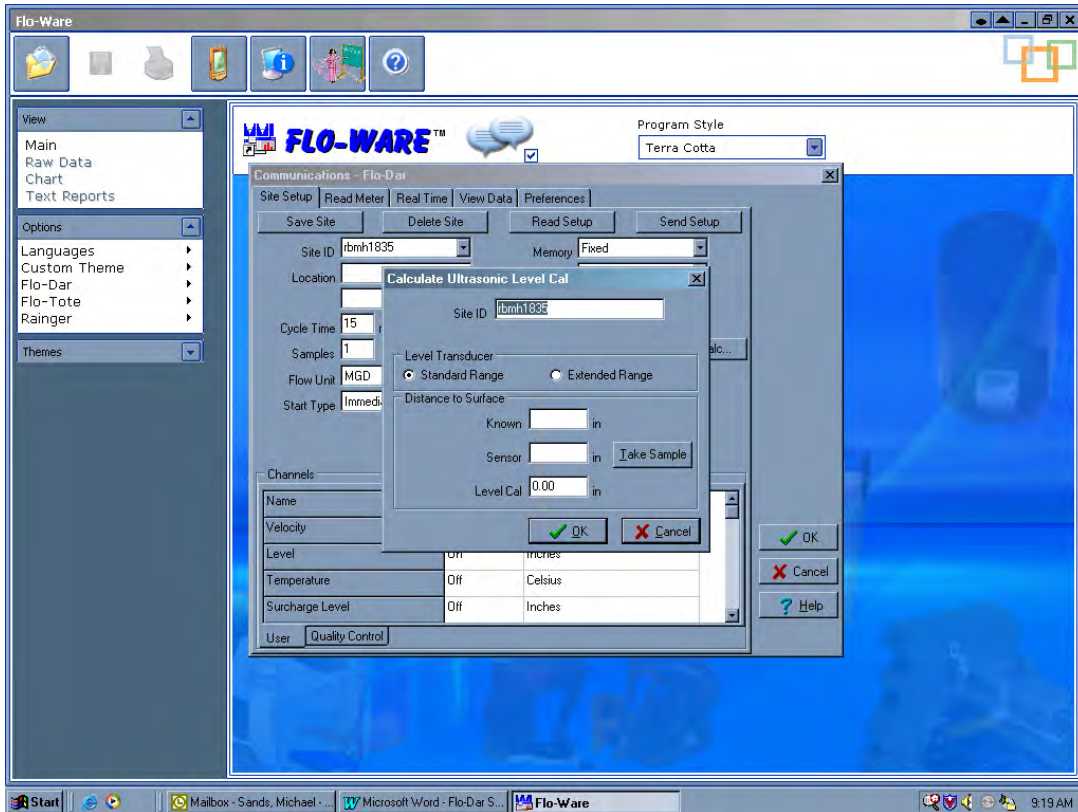 Flo-Ware
View
Main
Raw Data
Chart
Text Reports
Options
Languages
Custom Theme
Flo-Dar
Flo-Tote
Rainger
Themes
FLO-WARE™
Program Style
Terra Cotta
Communications - Flo-Dar
Site Setup Read Meter Real Time View Data Preferences
Save Site Delete Site Read Setup Send Setup
Site ID rbmh1835 Memory Fixed
Location
Cycle Time 15
Samples 1
Flow Unit MGD
Start Type Immedi
alc...
Calculate Ultrasonic Level Cal
Site ID rbmh1835
Level Transducer
Standard Range Extended Range
Distance to Surface
Known in
Sensor in Take Sample
Level Cal 0.00 in
OK Cancel
Channels
Name
Velocity
Level On Inches
Temperature Off Celsius
Surcharge Level Off Inches
User Quality Control
OK
Cancel
Help
Start Mailbox - Sands, Michael - ... Microsoft Word - Flo-Dar S... Flo-Ware 9:19 AM